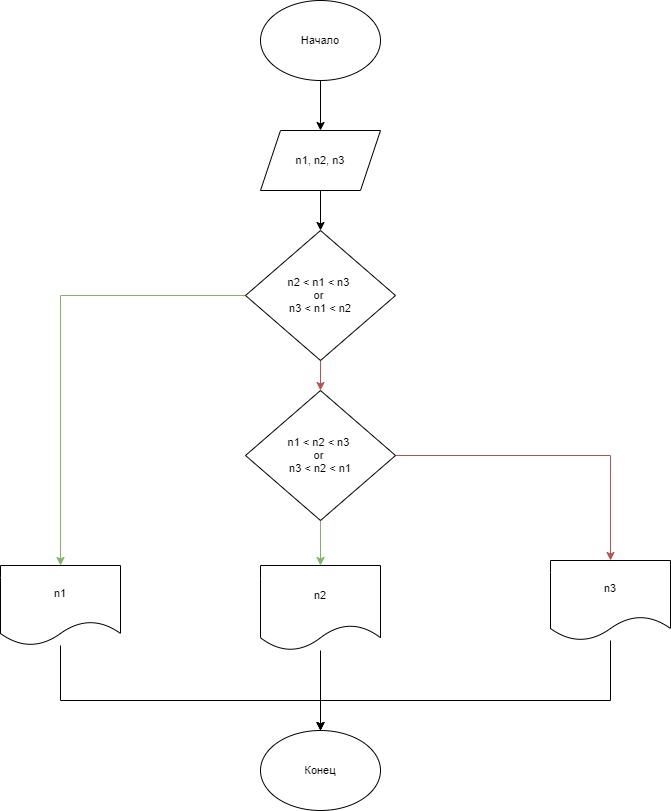 Начало
n1, n2, n3
n2 < n1 < n3
or
n3 < n1 < n2
n1 < n2 < n3
or
n3 < n2 < n1
n1
n2
n3
Конец